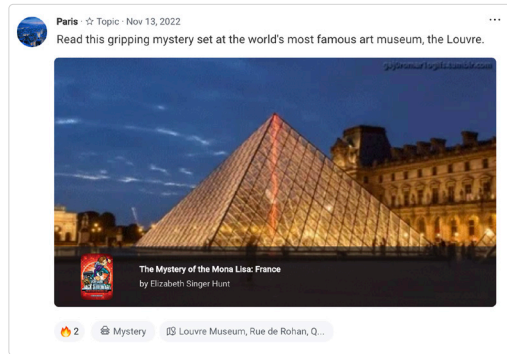 Paris · ☆ Topic · Nov 13, 2022
Read this gripping mystery set at the world's most famous art museum, the Louvre.
The Mystery of the Mona Lisa: France
by Elizabeth Singer Hunt
2
Mystery
Louvre Museum, Rue de Rohan, Q...